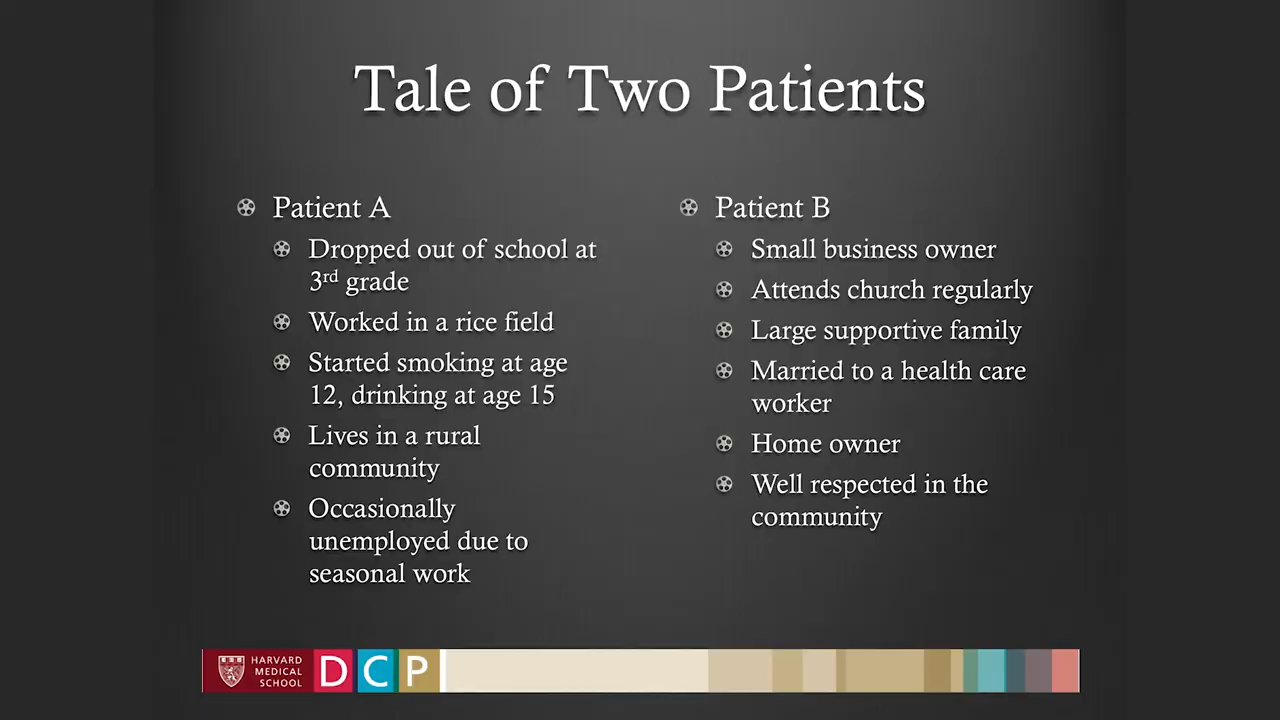 Tale of Two Patients
Patient A
Dropped out of school at
3rd grade
Worked in a rice field
Started smoking at age
12, drinking at age 15
Lives in a rural
community
Occasionally
unemployed due to
seasonal work
Patient B
Small business owner
Attends church regularly
Large supportive family
Married to a health care
worker
Home owner
Well respected in the
community
HARVARD
MEDICAL
SCHOOL
D C P